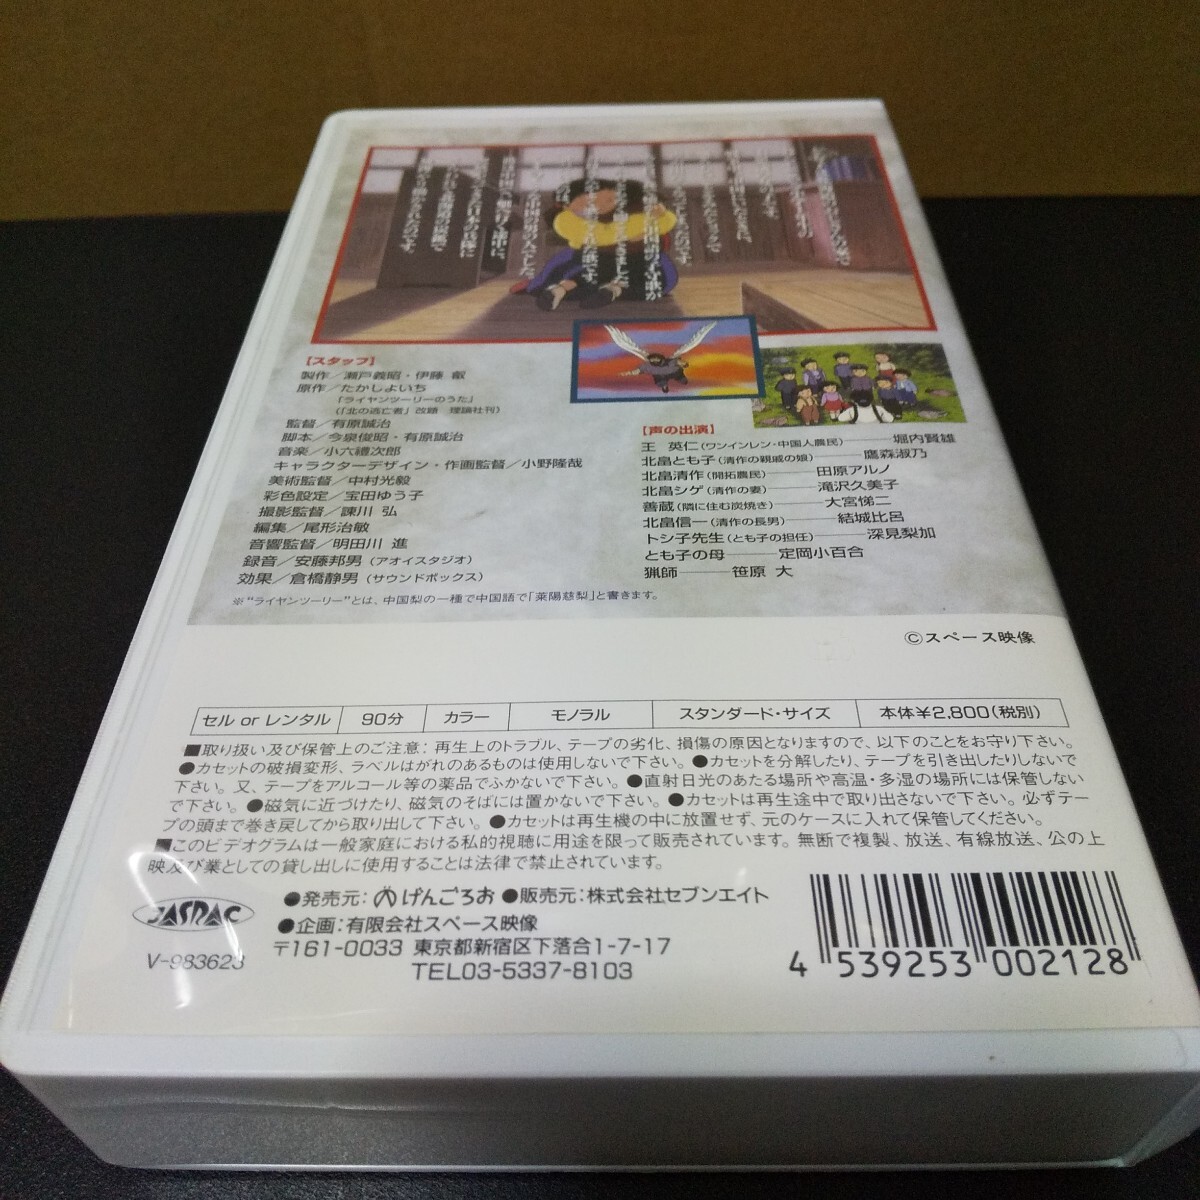 【スタッフ】
製作／瀬戸義昭・伊藤 叡
原作／たかしよいち
「ライヤンツーリーのうた」
(「北の逃亡者」改題 理論社刊)
監督／有原誠治
脚本／今泉俊昭・有原誠治
音楽／小六禮次郎
キャラクターデザイン・作画監督／小野隆哉
美術監督／中村光毅
彩色設定／宝田ゆう子
撮影監督／諫川 弘
編集／尾形治敏
音響監督／明田川 進
録音／安藤邦男(アオイスタジオ)
効果／倉橋静男(サウンドボックス)
※“ライヤンツーリー”とは、中国梨の一種で中国語で「萊陽慈梨」と書きます。
【声の出演】
王 英仁(ワンインレン・中国人農民)――堀内賢雄
北畠とも子(清作の親戚の娘)――鷹森淑乃
北畠清作(開拓農民)――田原アルノ
北畠シゲ(清作の妻)――滝沢久美子
善蔵(隣に住む炭焼き)――大宮悌二
北畠信一(清作の長男)――結城比呂
トシ子先生(とも子の担任)――深見梨加
とも子の母――定岡小百合
猟師――笹原 大
©スペース映像
セル or レンタル 90分 カラー モノラル スタンダード・サイズ 本体¥2,800(税別)
■取り扱い及び保管上のご注意:再生上のトラブル、テープの劣化、損傷の原因となりますので、以下のことをお守り下さい。
●カセットの破損変形、ラベルはがれのあるものは使用しないで下さい。●カセットを分解したり、テープを引き出したりしないで
下さい。又、テープをアルコール等の薬品でふかないで下さい。●直射日光のあたる場所や高温・多湿の場所には保管しない
で下さい。●磁気に近づけたり、磁気のそばには置かないで下さい。●カセットは再生途中で取り出さないで下さい。必ずテー
プの頭まで巻き戻してから取り出して下さい。●カセットは再生機の中に放置せず、元のケースに入れて保管してください。
■このビデオグラムは一般家庭における私的視聴に用途を限って販売されています。無断で複製、放送、有線放送、公の上
映及び業としての貸し出しに使用することは法律で禁止されています。
JASRAC
V-983623
●発売元:げんごろお ●販売元:株式会社セブンエイト
●企画:有限会社スペース映像
〒161-0033 東京都新宿区下落合1-7-17
TEL03-5337-8103
4 539253 002128